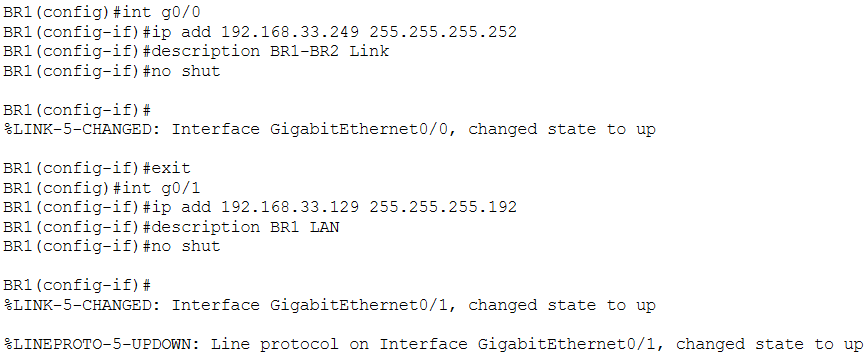 BR1(config)#int g0/0
BR1(config-if)#ip add 192.168.33.249 255.255.255.252
BR1(config-if)#description BR1-BR2 Link
BR1(config-if)#no shut
BR1(config-if)#
%LINK-5-CHANGED: Interface GigabitEthernet0/0, changed state to up
BR1(config-if)#exit
BR1(config)#int g0/1
BR1(config-if)#ip add 192.168.33.129 255.255.255.192
BR1(config-if)#description BR1 LAN
BR1(config-if)#no shut
BR1(config-if)#
%LINK-5-CHANGED: Interface GigabitEthernet0/1, changed state to up
%LINEPROTO-5-UPDOWN: Line protocol on Interface GigabitEthernet0/1, changed state to up